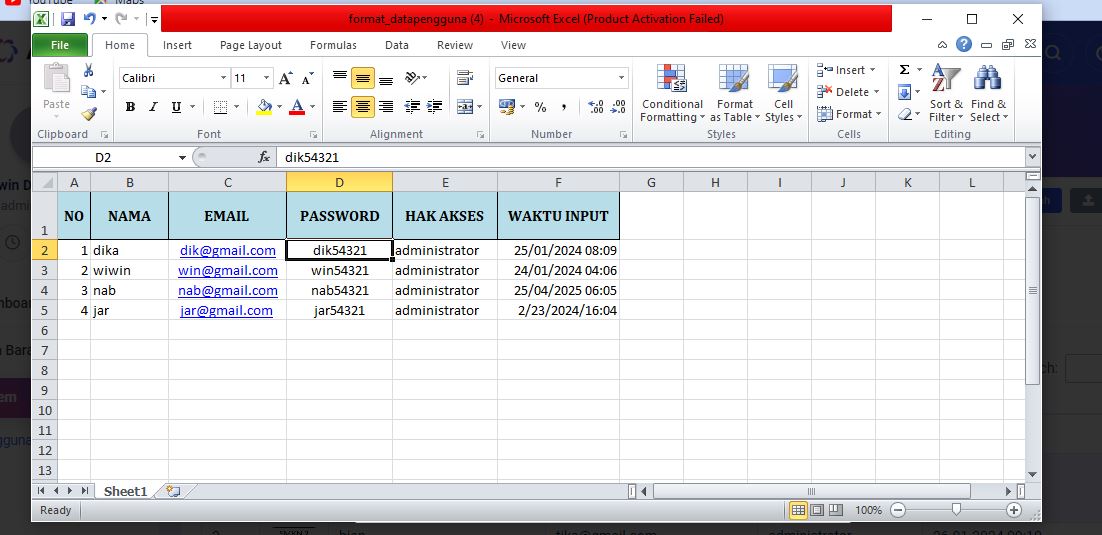 YouTube Maps
format_datapengguna (4) - Microsoft Excel (Product Activation Failed)
File Home Insert Page Layout Formulas Data Review View
Paste
Calibri 11
B I U
General
% ,
Conditional Formatting
Format as Table
Cell Styles
Insert
Delete
Format
Σ
Sort & Filter
Find & Select
Clipboard Font Alignment Number Styles Cells Editing
D2 fx dik54321
A B C D E F G H I J K L
1 NO NAMA EMAIL PASSWORD HAK AKSES WAKTU INPUT
2 1 dika dik@gmail.com dik54321 administrator 25/01/2024 08:09
3 2 wiwin win@gmail.com win54321 administrator 24/01/2024 04:06
4 3 nab nab@gmail.com nab54321 administrator 25/04/2025 06:05
5 4 jar jar@gmail.com jar54321 administrator 2/23/2024/16:04
6
7
8
9
10
11
12
13
Sheet1
Ready 100%